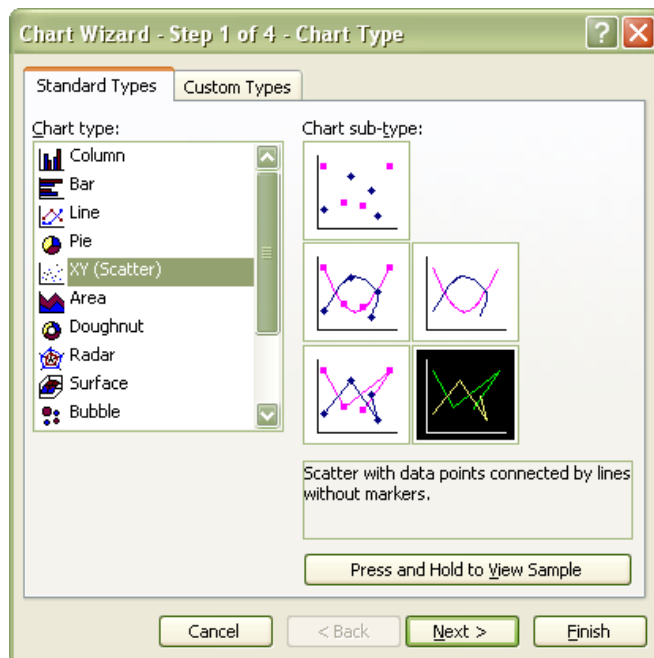 Chart Wizard - Step 1 of 4 - Chart Type
Standard Types
Custom Types
Chart type:
Column
Bar
Line
Pie
XY (Scatter)
Area
Doughnut
Radar
Surface
Bubble
Chart sub-type:
Scatter with data points connected by lines
without markers.
Press and Hold to View Sample
Cancel
< Back
Next >
Finish